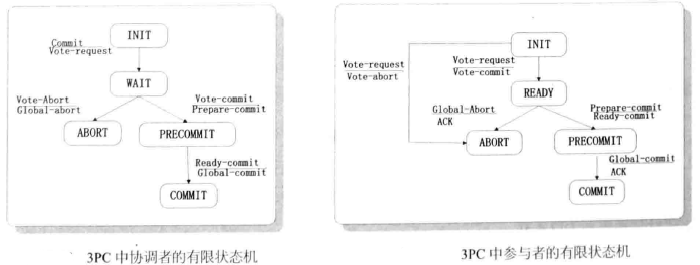 INIT
Commit
Vote-request
WAIT
Vote-Abort
Global-abort
Vote-commit
Prepare-commit
ABORT
PRECOMMIT
Ready-commit
Global-commit
COMMIT
3PC 中协调者的有限状态机
INIT
Vote-request
Vote-abort
Vote-request
Vote-commit
READY
Global-Abort
ACK
Prepare-commit
Ready-commit
ABORT
PRECOMMIT
Global-commit
ACK
COMMIT
3PC 中参与者的有限状态机